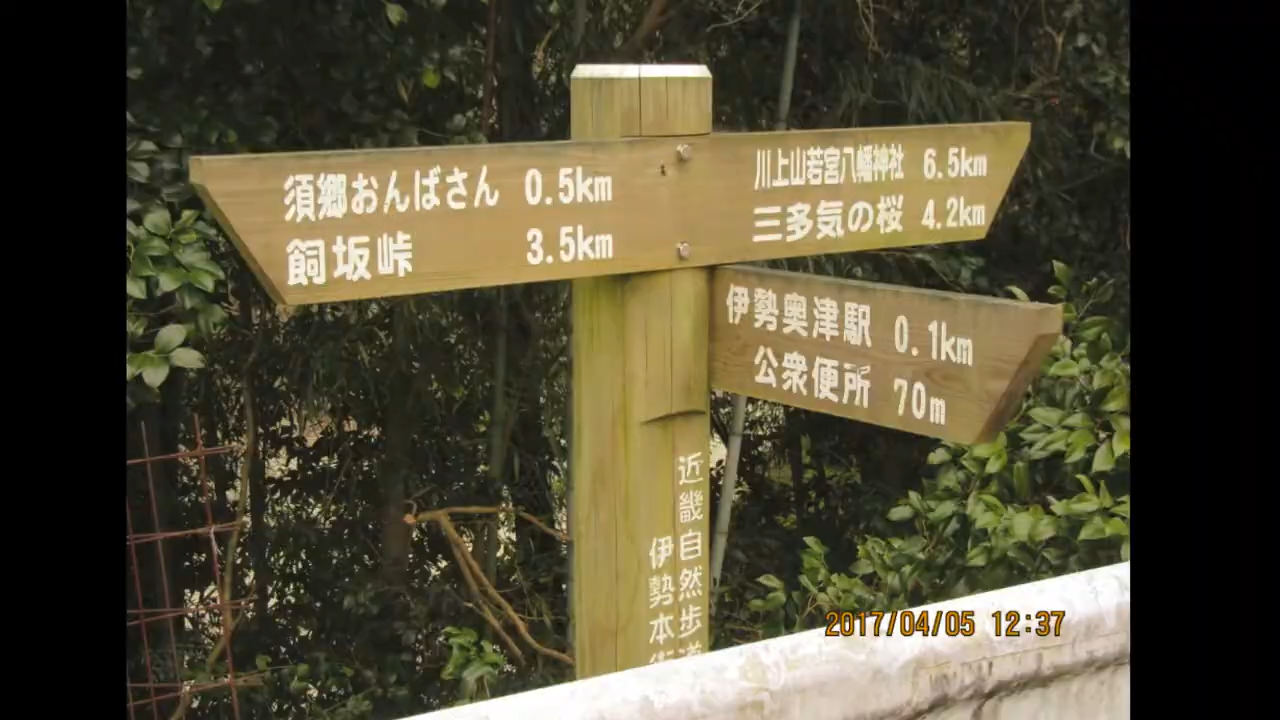 須郷おんばさん 0.5km
飼坂峠 3.5km
川上山若宮八幡神社 6.5km
三多気の桜 4.2km
伊勢奥津駅 0.1km
公衆便所 70m
近畿自然歩道
伊勢本街
2017/04/05 12:37